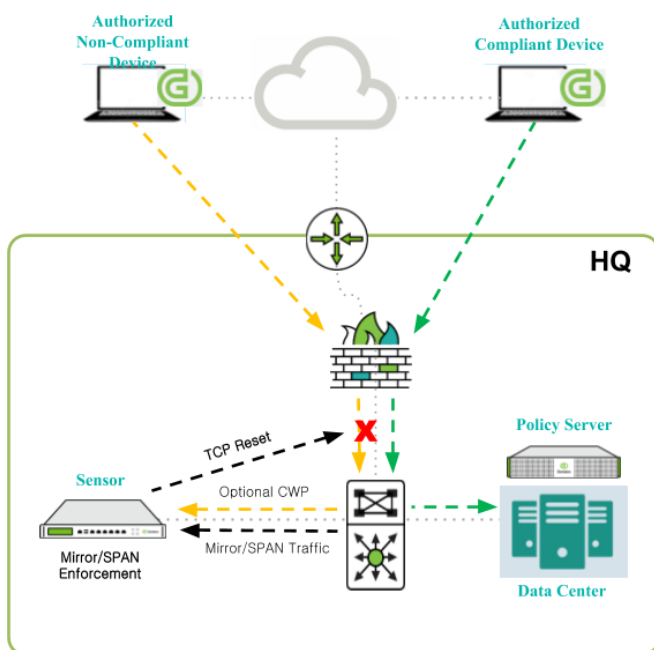 Authorized
Non-Compliant
Device
Authorized
Compliant Device
HQ
TCP Reset
Policy Server
Sensor
Optional CWP
Mirror/SPAN Traffic
Mirror/SPAN
Enforcement
Data Center